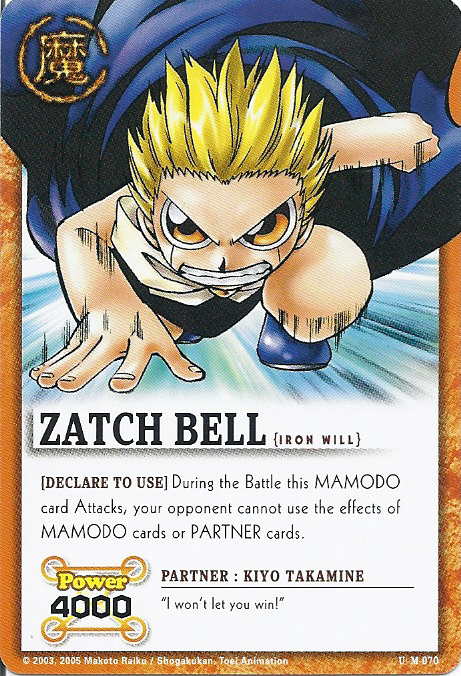 魔
ZATCH BELL {IRON WILL}
[DECLARE TO USE] During the Battle this MAMODO
card Attacks, your opponent cannot use the effects of
MAMODO cards or PARTNER cards.
Power
4000
PARTNER : KIYO TAKAMINE
"I won't let you win!"
© 2003, 2005 Makoto Raiku / Shogakukan, Toei Animation
U: M-070